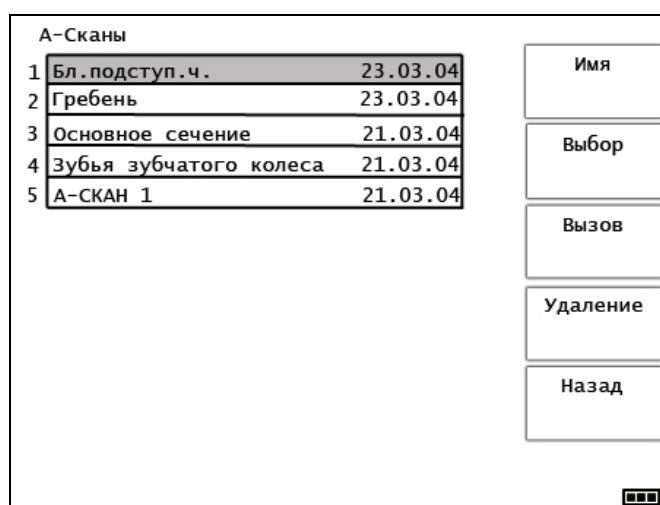 А-Сканы
1 Бл.подступ.ч. 23.03.04
2 Гребень 23.03.04
3 Основное сечение 21.03.04
4 Зубья зубчатого колеса 21.03.04
5 А-СКАН 1 21.03.04
Имя
Выбор
Вызов
Удаление
Назад